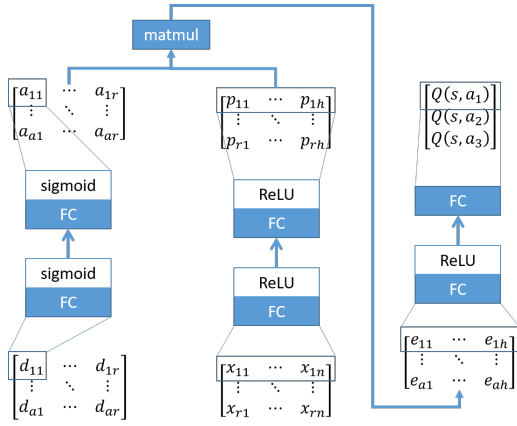 matmul
a11 ⋯ a1r
⋮ ⋱ ⋮
aa1 ⋯ aar
sigmoid
FC
sigmoid
FC
d11 ⋯ d1r
⋮ ⋱ ⋮
da1 ⋯ dar
p11 ⋯ p1h
⋮ ⋱ ⋮
pr1 ⋯ prh
ReLU
FC
ReLU
FC
x11 ⋯ x1n
⋮ ⋱ ⋮
xr1 ⋯ xrn
Q(s, a1)
Q(s, a2)
Q(s, a3)
FC
ReLU
FC
e11 ⋯ e1h
⋮ ⋱ ⋮
ea1 ⋯ eah